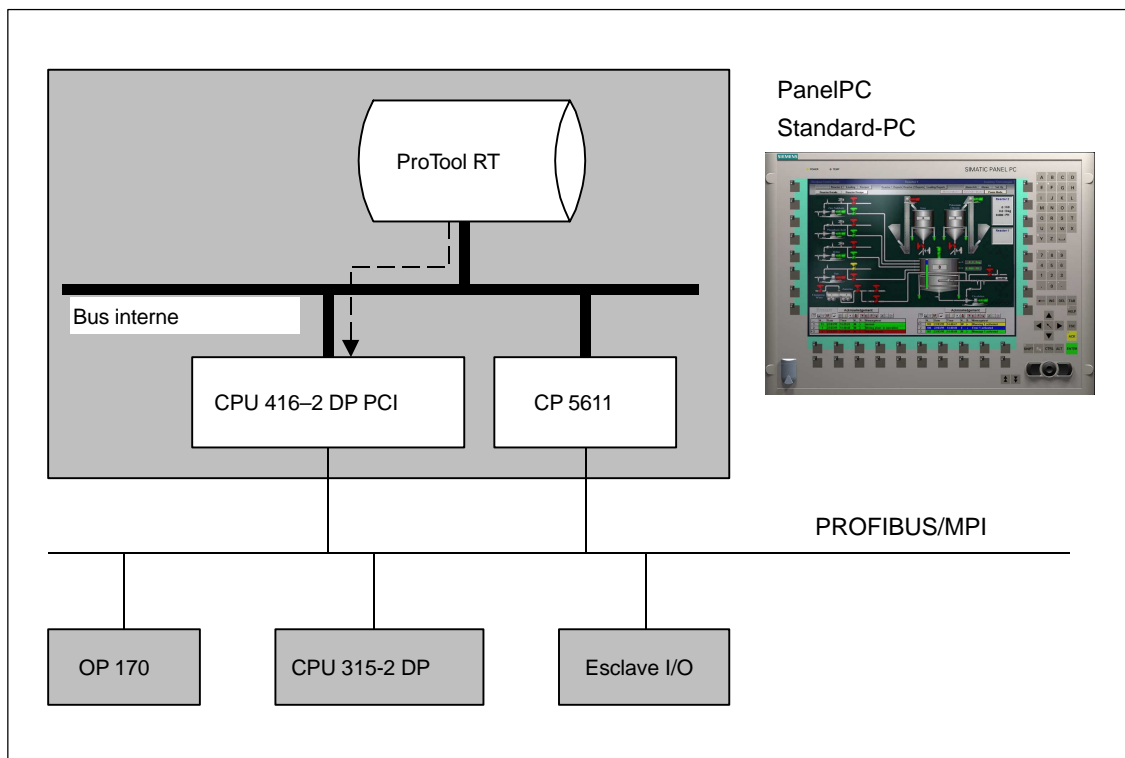 PanelPC
Standard-PC
ProTool RT
SIEMENS
SIMATIC PANEL PC
Bus interne
CPU 416–2 DP PCI
CP 5611
PROFIBUS/MPI
OP 170
CPU 315-2 DP
Esclave I/O